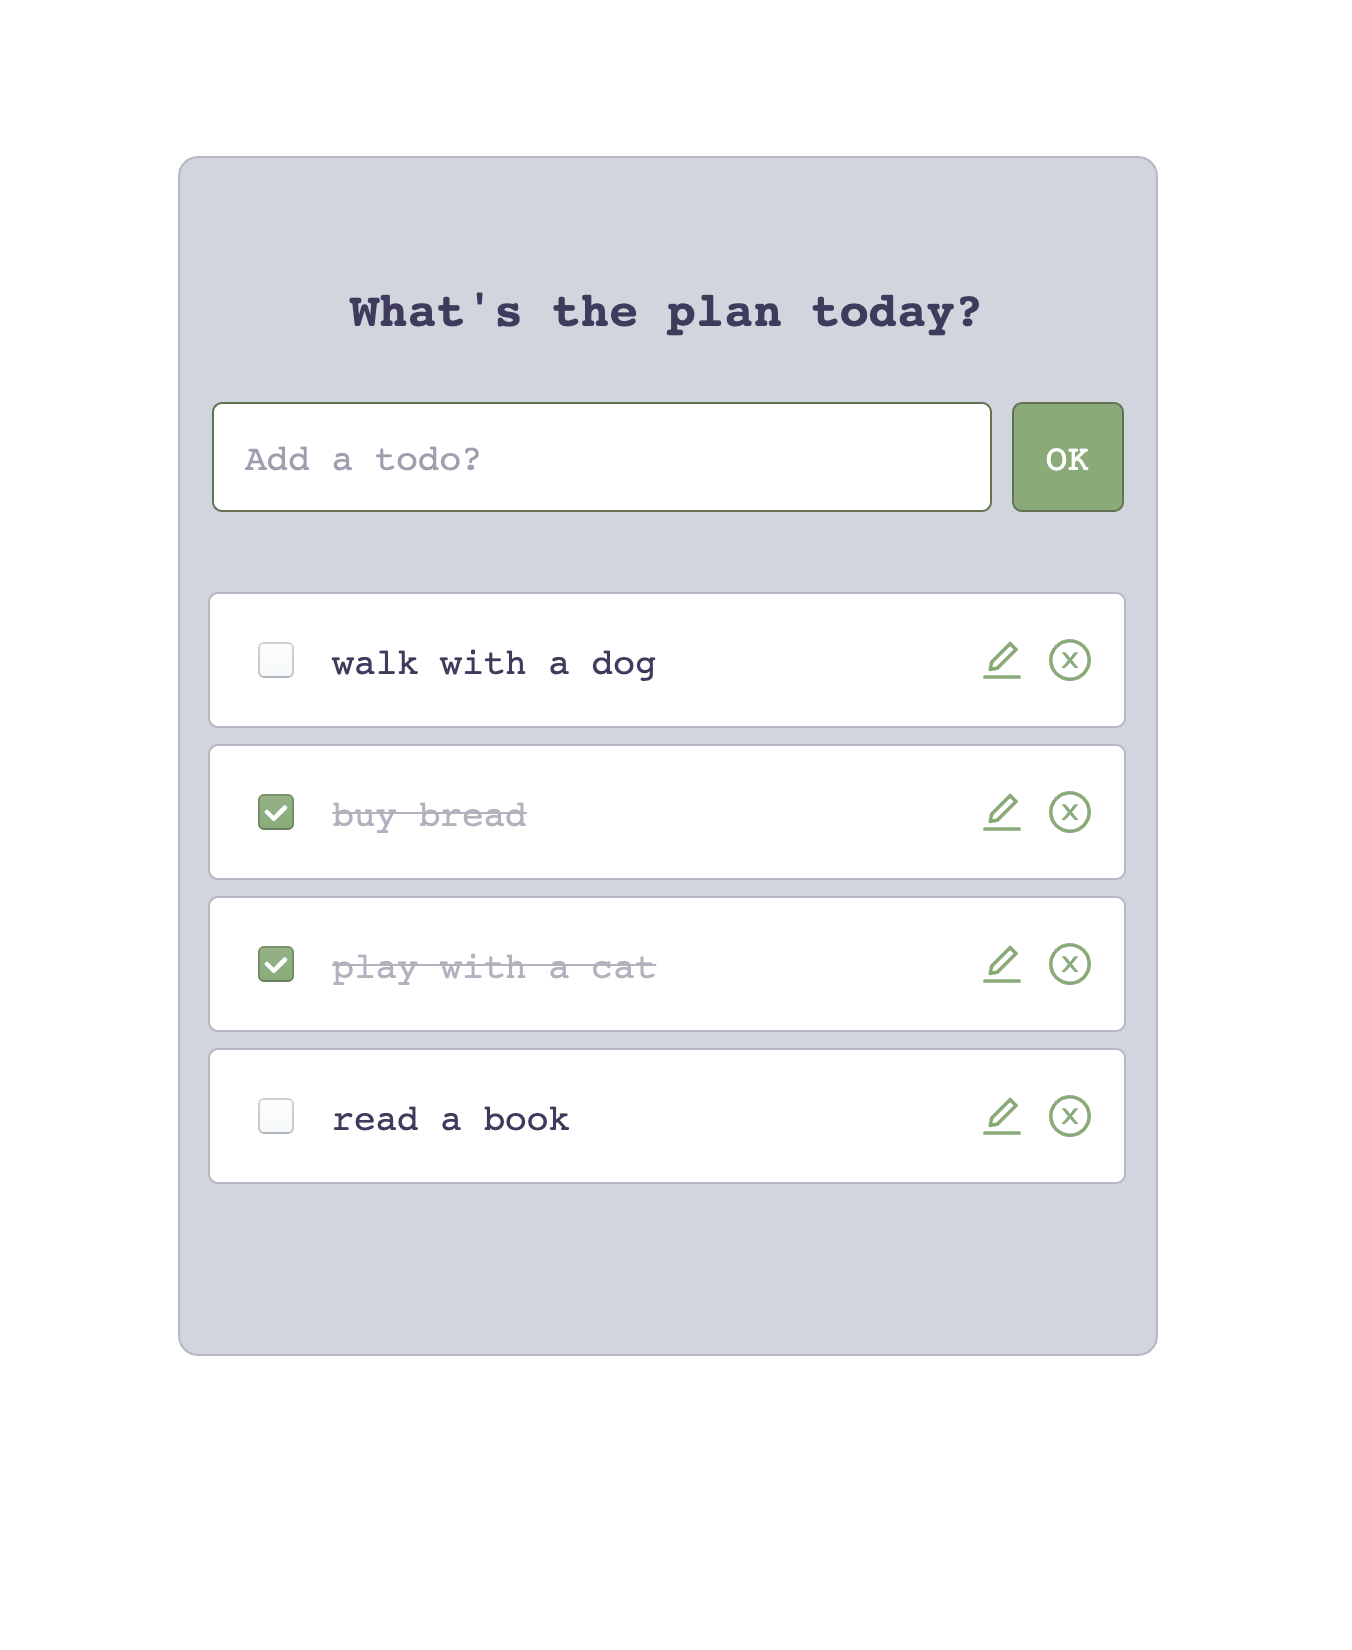 What's the plan today?
Add a todo?
OK
walk with a dog
buy bread
play with a cat
read a book